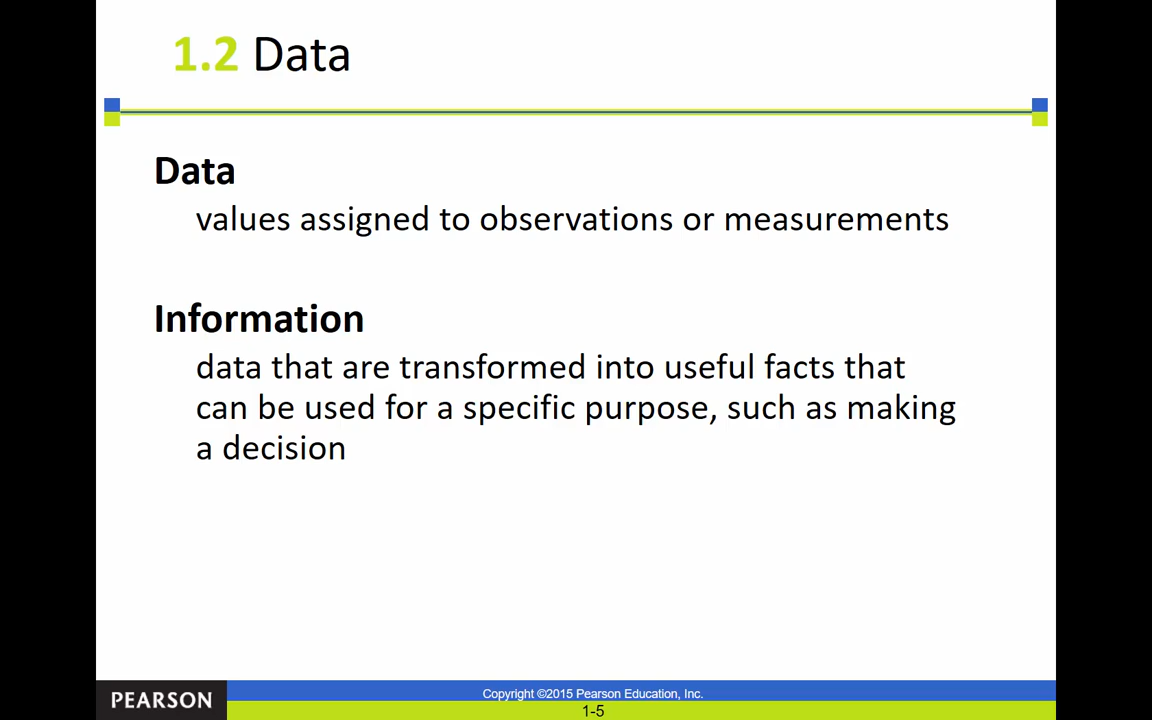 1.2 Data
Data
values assigned to observations or measurements
Information
data that are transformed into useful facts that
can be used for a specific purpose, such as making
a decision
PEARSON
Copyright ©2015 Pearson Education, Inc.
1-5